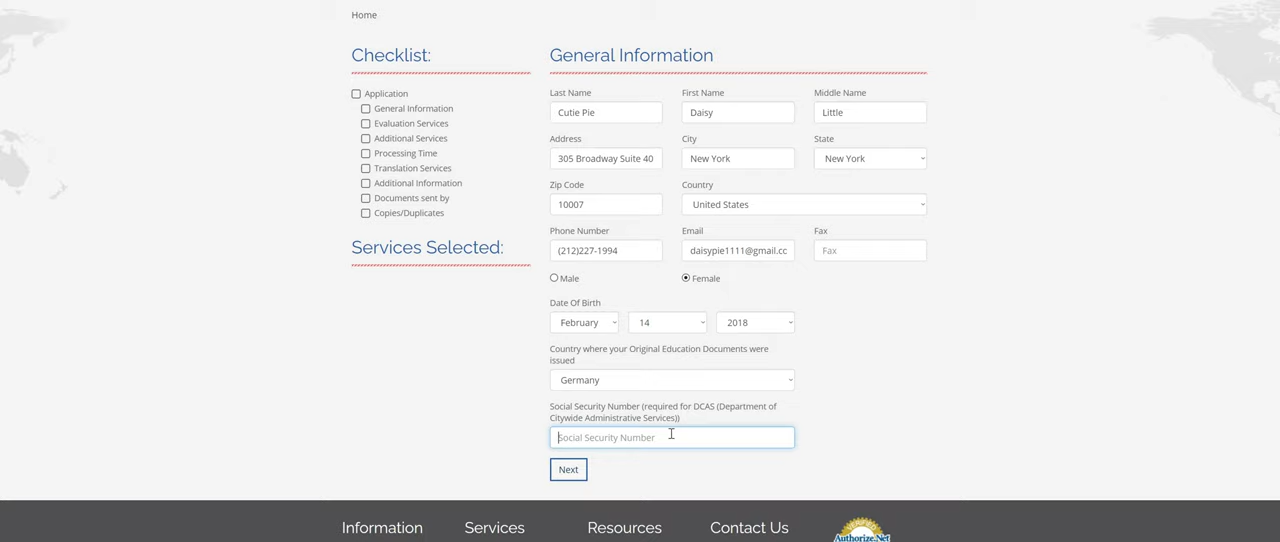 Home
Checklist:
Application
General Information
Evaluation Services
Additional Services
Processing Time
Translation Services
Additional Information
Documents sent by
Copies/Duplicates
Services Selected:
General Information
Last Name First Name Middle Name
Cutie Pie Daisy Little
Address City State
305 Broadway Suite 40 New York New York
Zip Code Country
10007 United States
Phone Number Email Fax
(212)227-1994 daisypie1111@gmail.cc Fax
Male Female
Date Of Birth
February 14 2018
Country where your Original Education Documents were
issued
Germany
Social Security Number (required for DCAS (Department of
Citywide Administrative Services))
Social Security Number
Next
Information Services Resources Contact Us
VERIFIED
Authorize.Net